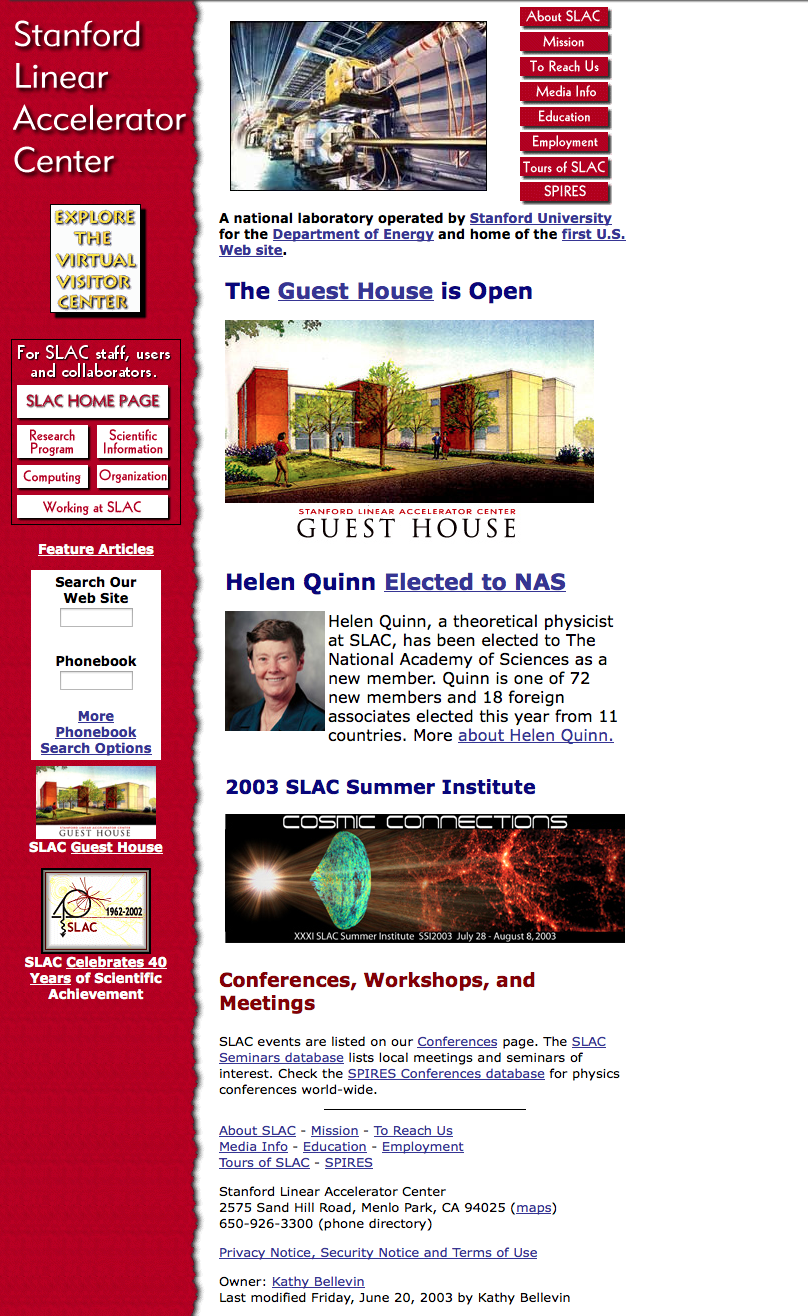 Stanford
Linear
Accelerator
Center
EXPLORE
THE
VIRTUAL
VISITOR
CENTER
For SLAC staff, users
and collaborators.
SLAC HOME PAGE
Research
Program
Scientific
Information
Computing
Organization
Working at SLAC
Feature Articles
Search Our
Web Site
Phonebook
More
Phonebook
Search Options
STANFORD LINEAR ACCELERATOR CENTER
GUEST HOUSE
SLAC Guest House
40
1962-2002
SLAC
SLAC Celebrates 40
Years of Scientific
Achievement
About SLAC
Mission
To Reach Us
Media Info
Education
Employment
Tours of SLAC
SPIRES
A national laboratory operated by Stanford University
for the Department of Energy and home of the first U.S.
Web site.
The Guest House is Open
STANFORD LINEAR ACCELERATOR CENTER
GUEST HOUSE
Helen Quinn Elected to NAS
Helen Quinn, a theoretical physicist
at SLAC, has been elected to The
National Academy of Sciences as a
new member. Quinn is one of 72
new members and 18 foreign
associates elected this year from 11
countries. More about Helen Quinn.
2003 SLAC Summer Institute
COSMIC CONNECTIONS
XXXI SLAC Summer Institute SSI2003 July 28 - August 8, 2003
Conferences, Workshops, and
Meetings
SLAC events are listed on our Conferences page. The SLAC
Seminars database lists local meetings and seminars of
interest. Check the SPIRES Conferences database for physics
conferences world-wide.
About SLAC - Mission - To Reach Us
Media Info - Education - Employment
Tours of SLAC - SPIRES
Stanford Linear Accelerator Center
2575 Sand Hill Road, Menlo Park, CA 94025 (maps)
650-926-3300 (phone directory)
Privacy Notice, Security Notice and Terms of Use
Owner: Kathy Bellevin
Last modified Friday, June 20, 2003 by Kathy Bellevin